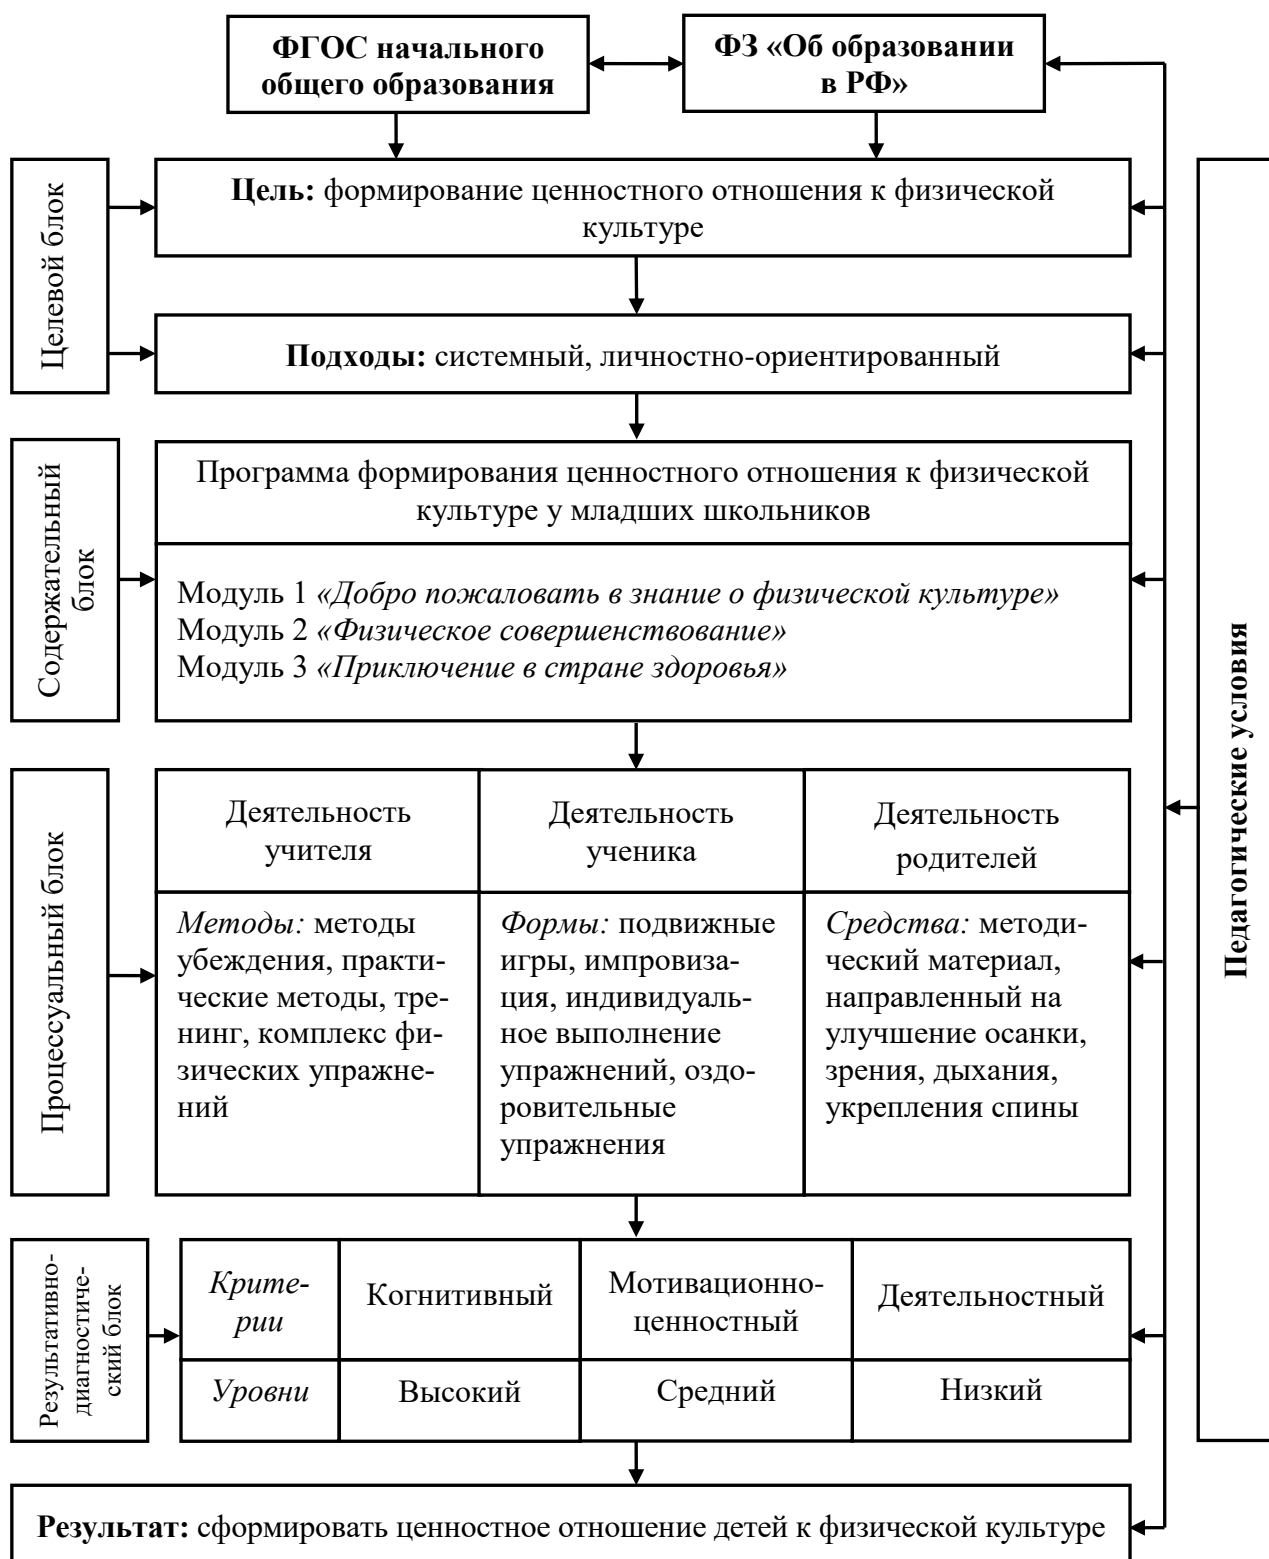 ФГОС начального
общего образования
ФЗ «Об образовании
в РФ»
Целевой блок
Цель: формирование ценностного отношения к физической
культуре
Подходы: системный, личностно-ориентированный
Содержательный
блок
Программа формирования ценностного отношения к физической
культуре у младших школьников
Модуль 1 «Добро пожаловать в знание о физической культуре»
Модуль 2 «Физическое совершенствование»
Модуль 3 «Приключение в стране здоровья»
Педагогические условия
Процессуальный блок
Деятельность
учителя
Деятельность
ученика
Деятельность
родителей
Методы: методы
убеждения, практи-
ческие методы, тре-
нинг, комплекс фи-
зических упражне-
ний
Формы: подвижные
игры, импровиза-
ция, индивидуаль-
ное выполнение
упражнений, оздо-
ровительные
упражнения
Средства: методи-
ческий материал,
направленный на
улучшение осанки,
зрения, дыхания,
укрепления спины
Результативно-
диагностиче-
ский блок
Крите-
рии
Когнитивный
Мотивационно-
ценностный
Деятельностный
Уровни
Высокий
Средний
Низкий
Результат: сформировать ценностное отношение детей к физической культуре